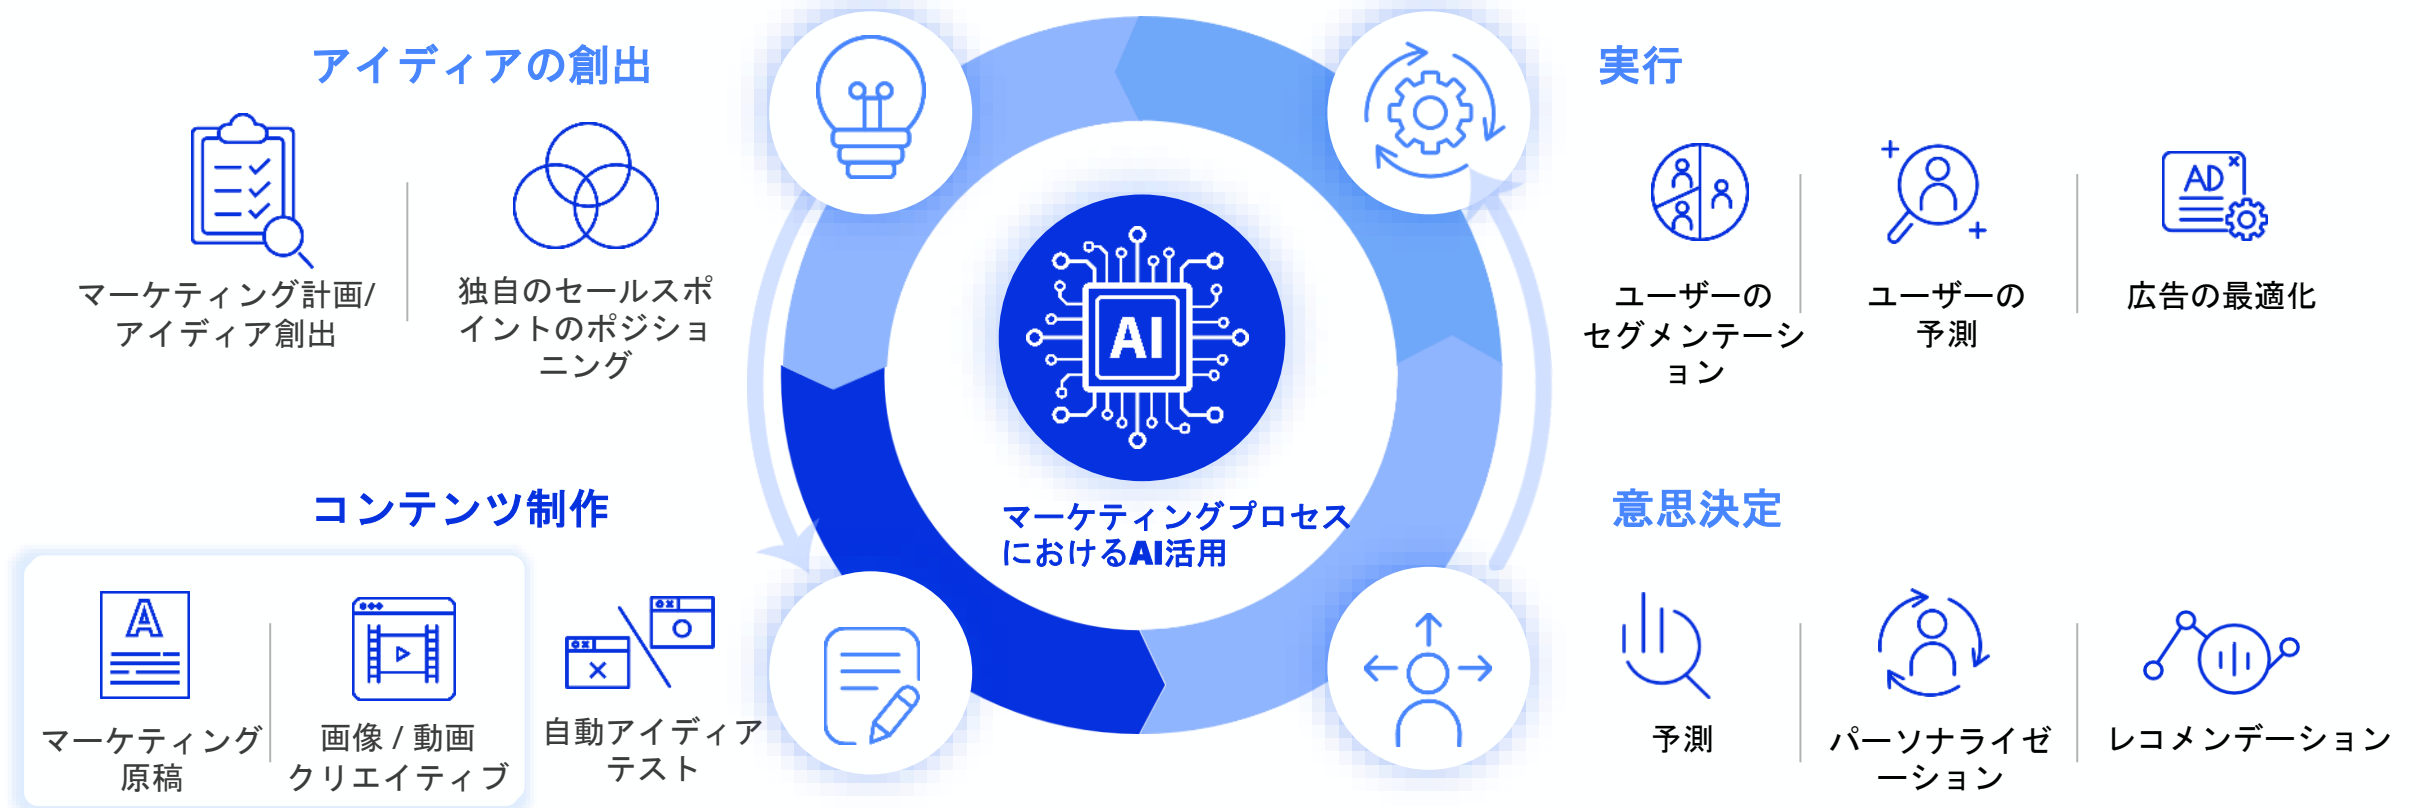 アイディアの創出
マーケティング計画/
アイディア創出
独自のセールスポ
イントのポジショ
ニング
実行
ユーザーの
セグメンテーシ
ョン
ユーザーの
予測
AD
広告の最適化
AI
マーケティングプロセス
におけるAI活用
コンテンツ制作
A
マーケティング
原稿
画像 / 動画
クリエイティブ
自動アイディア
テスト
意思決定
予測
パーソナライゼ
ーション
レコメンデーション